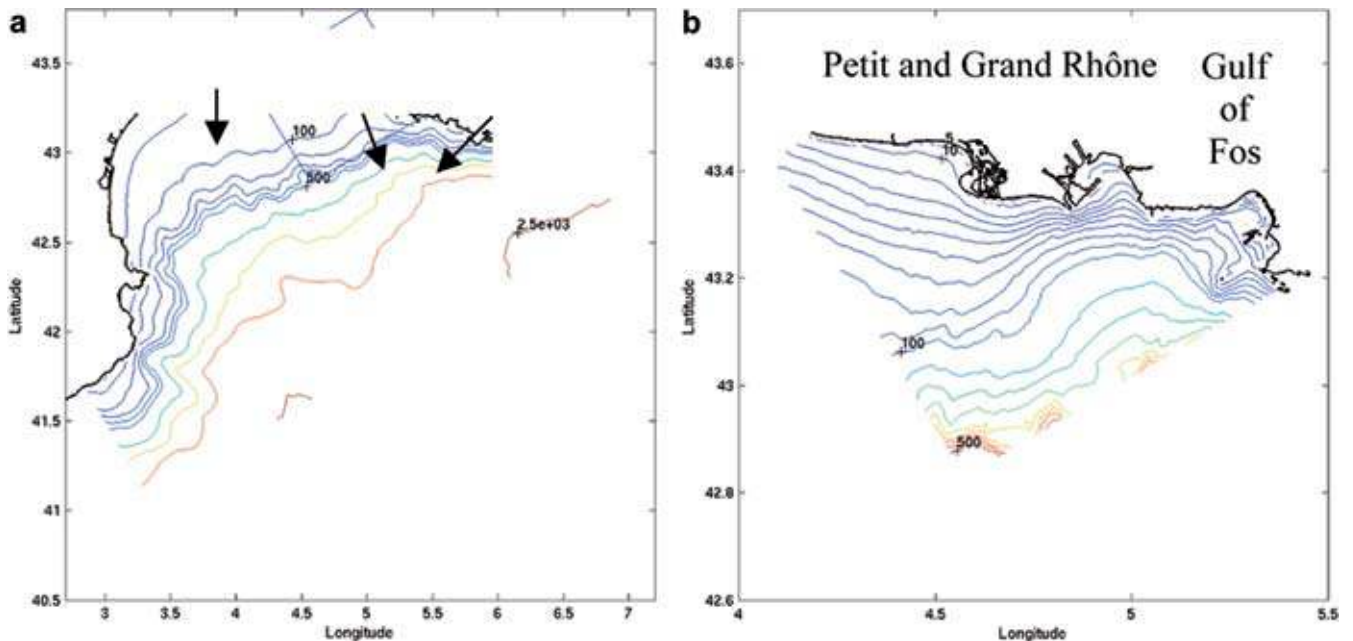 a
43.5
43
42.5
42
41.5
41
40.5
Latitude
3 3.5 4 4.5 5 5.5 6 6.5 7
Longitude
100
500
2.5e+03
b
Petit and Grand Rhône
Gulf
of
Fos
43.6
43.4
43.2
43
42.8
42.6
Latitude
4 4.5 5 5.5
Longitude
5
10
100
500